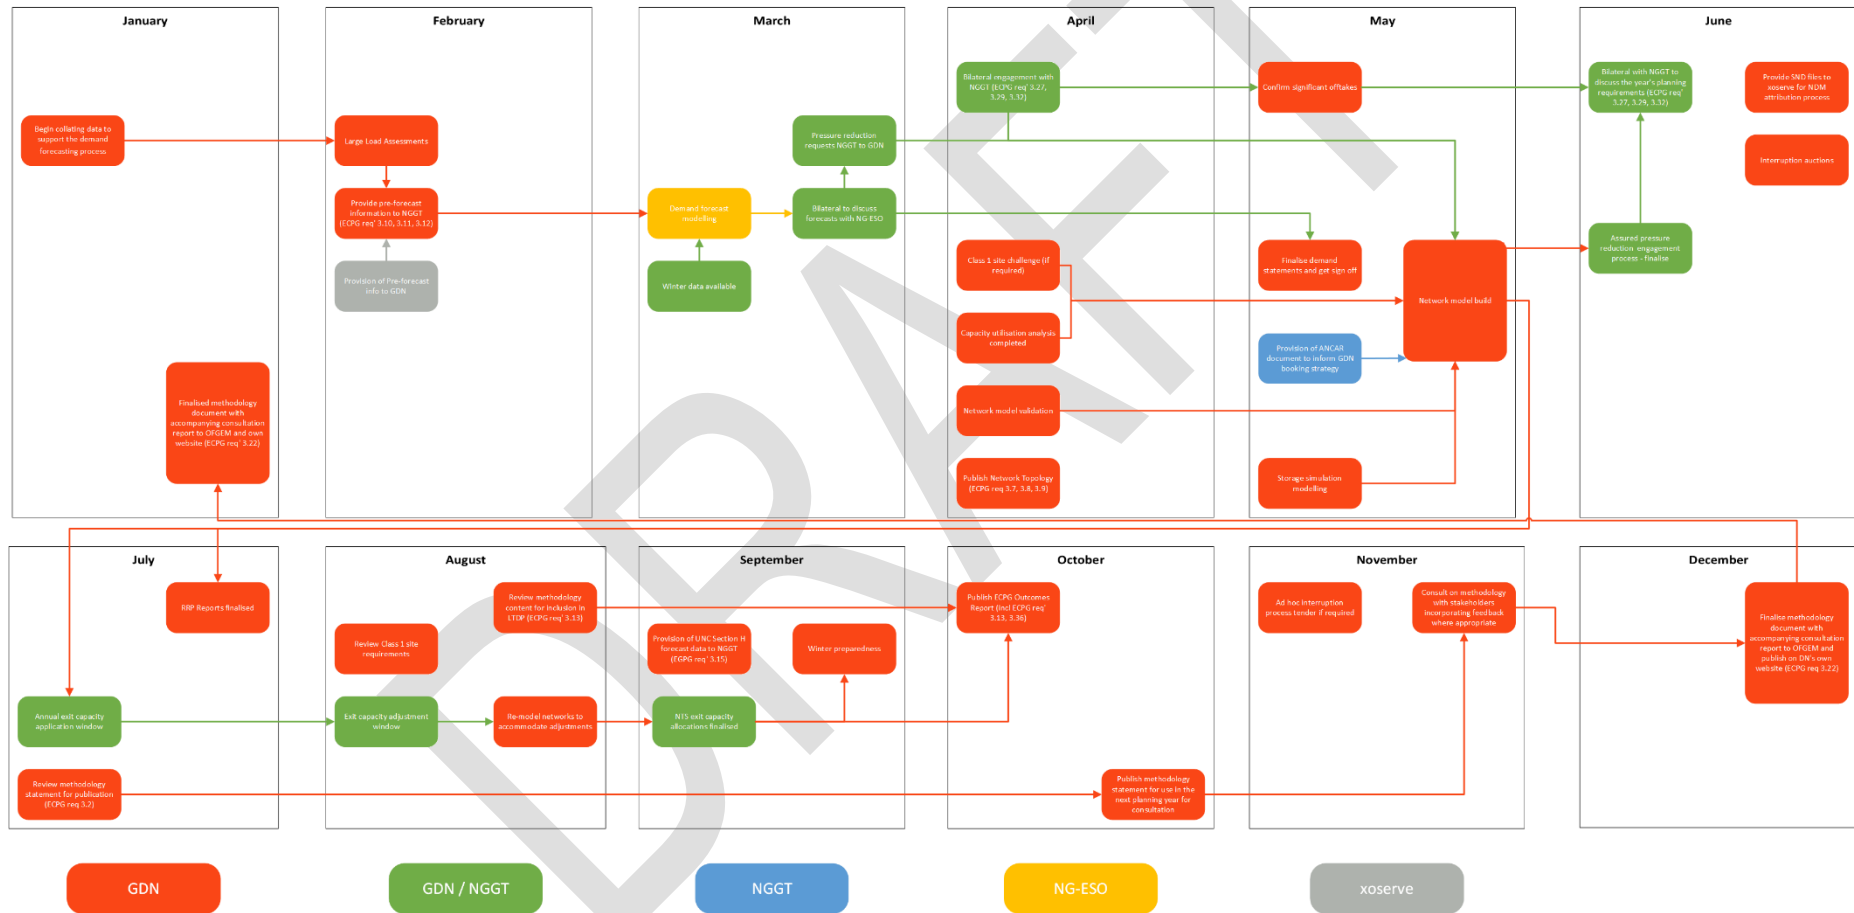 January
Begin collating data to
support the demand
forecasting process
Finalised methodology
document with
accompanying consultation
report to OFGEM and own
website (ECPG req' 3.22)
February
Large Load Assessments
Provide pre-forecast
information to NGGT
(ECPG req' 3.10, 3.11, 3.12)
Provision of Pre-forecast
info to GDN
March
Pressure reduction
requests NGGT to GDN
Demand forecast
modelling
Bilateral to discuss
forecasts with NG-ESO
Winter data available
April
Bilateral engagement with
NGGT (ECPG req' 3.27,
3.29, 3.32)
Class 1 site challenge (if
required)
Capacity utilisation analysis
completed
Network model validation
Publish Network Topology
(ECPG req 3.7, 3.8, 3.9)
May
Confirm significant offtakes
Finalise demand
statements and get sign off
Network model build
Provision of ANCAR
document to inform GDN
booking strategy
Storage simulation
modelling
June
Bilateral with NGGT to
discuss the year's planning
requirements (ECPG req'
3.27, 3.29, 3.32)
Provide SND files to
xoserve for NDM
attribution process
Interruption auctions
Assured pressure
reduction engagement
process - finalise
July
RRP Reports finalised
Annual exit capacity
application window
Review methodology
statement for publication
(ECPG req 3.2)
August
Review methodology
content for inclusion in
LTOP (ECPG req' 3.13)
Review Class 1 site
requirements
Exit capacity adjustment
window
Re-model networks to
accommodate adjustments
September
Provision of UNC Section H
forecast data to NGGT
(EGPG req' 3.15)
Winter preparedness
NTS exit capacity
allocations finalised
October
Publish ECPG Outcomes
Report (incl ECPG req'
3.13, 3.36)
Publish methodology
statement for use in the
next planning year for
consultation
November
Ad hoc interruption
process tender if required
Consult on methodology
with stakeholders
incorporating feedback
where appropriate
December
Finalise methodology
document with
accompanying consultation
report to OFGEM and
publish on DN's own
website (ECPG req 3.22)
GDN
GDN / NGGT
NGGT
NG-ESO
xoserve
DRAFT